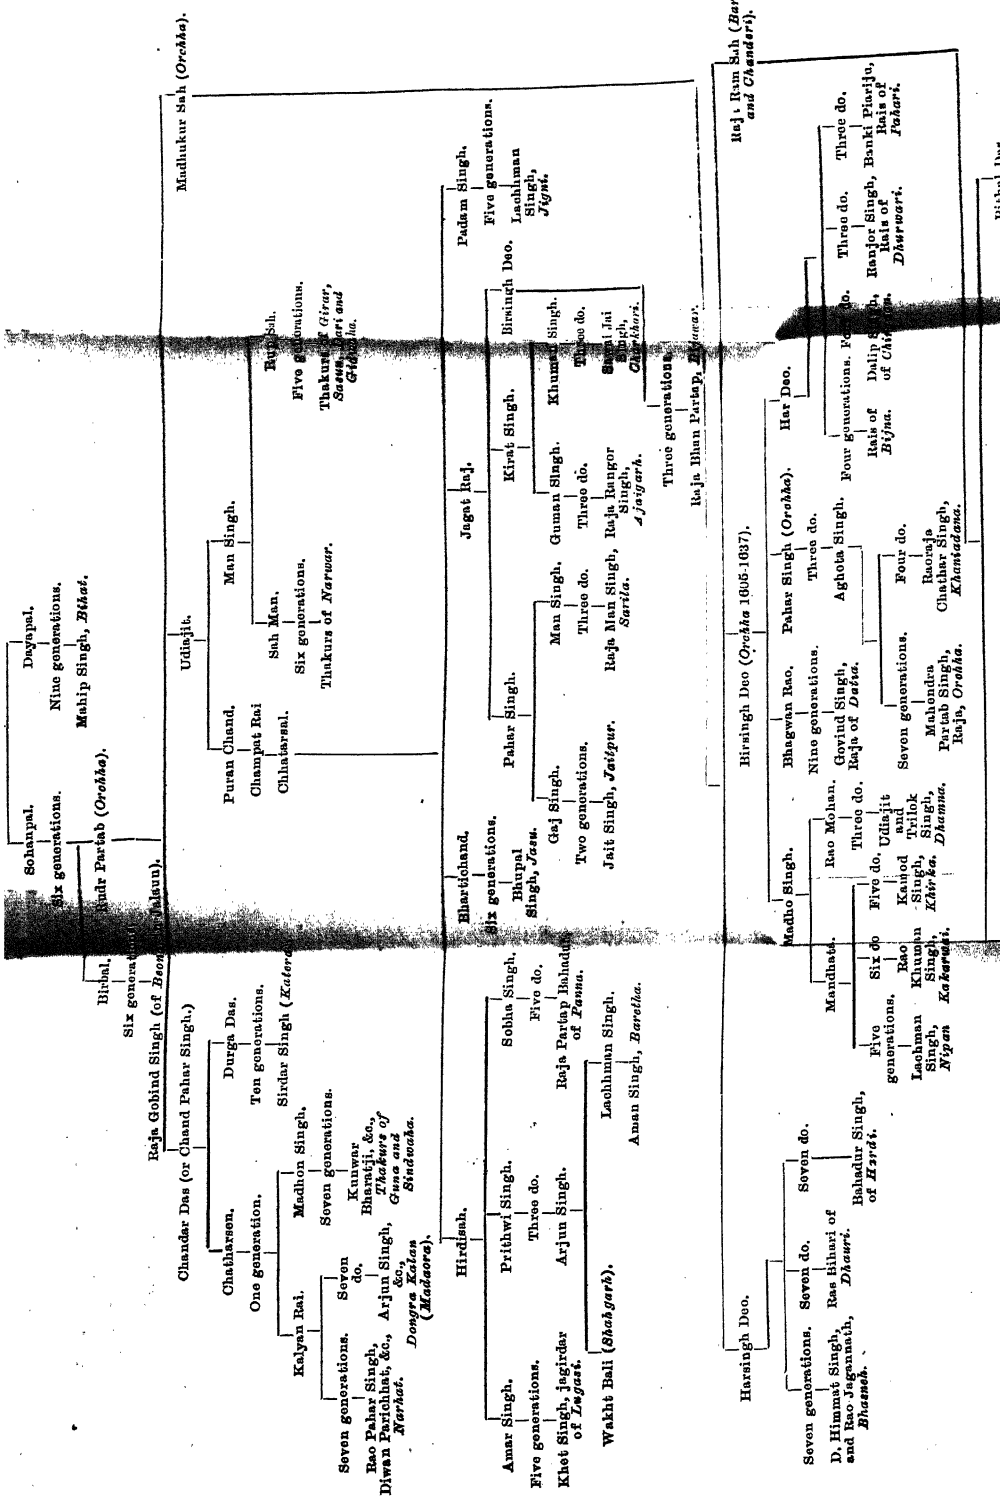 Sohanpal.
Six generations.
Dayapal.
Nine generations.
Mahip Singh, Bihat.
Birbal.
Six generations
Raja Gobind Singh (of
Rudr Partab (Orchha).
Chandar Das (or Chand Pahar Singh.)
Udiajit.
Madhukur Sah (Orchha).
Chatharsen.
One generation.
Durga Das.
Ten generations.
Sirdar Singh
Kalyan Rai.
Madhon Singh.
Seven generations.
Rao Pahar Singh,
Diwan Parichhat, &c.,
Narhat.
Seven
do.
Arjun Singh,
&c.,
Dongra Kalan
(Madaora).
Seven generations.
Kunwar
Bharatji, &c.,
Thakurs of
Guna and
Sindwaha.
Puran Chand.
Champat Rai
Chhatarsal.
Man Singh.
Sah Man.
Six generations.
Thakurs of Narwar.
Rup Sah.
Five generations.
Thakurs of Girar,
and
Hirdisah.
Bhartichand.
Six generations.
Bhupal
Singh, Jasu.
Jagat Raj.
Padam Singh.
Five generations.
Lachhman
Singh,
Jigni.
Amar Singh.
Five generations.
Khet Singh, jagirdar
of Lugasi.
Prithwi Singh.
Three do.
Arjun Singh.
Sobha Singh.
Five do.
Raja Partap Bahadur
of Panna.
Wakht Bali (Shahgarh).
Lachhman Singh.
Aman Singh, Baretha.
Pahar Singh.
Kirat Singh.
Birsingh Deo.
Gaj Singh.
Two generations.
Jait Singh, Jaitpur.
Man Singh.
Three do.
Raja Man Singh,
Sarila.
Guman Singh.
Three do.
Raja Rangor
Singh,
Ajaigarh.
Khuman Singh.
Three do.
Jai
Singh,
Charkhari.
Three generations
Raja Bhan Partap,
Harsingh Deo.
Birsingh Deo (Orchha 1605-1637).
Ram Sah
and Chanderi).
Seven generations
D. Himmat Singh,
and Rao Jagannath,
Bhasneh.
Seven do.
Ras Bihari of
Dhauri.
Seven do.
Bahadur Singh,
of Hardi.
Madho Singh.
Bhagwan Rao.
Nine generations.
Govind Singh,
Raja of Datia.
Pahar Singh (Orchha).
Three do.
Aghota Singh.
Har Deo.
Mandhata.
Rao Mohan.
Three do.
Udiajit
and
Trilok
Singh,
Dhamna.
Five
generations.
Lachman
Singh,
Nipan
Six do
Rao
Khuman
Singh,
Kakarwai.
Five do.
Kamod
Singh,
Khirka.
Seven generations.
Mahendra
Partab Singh,
Raja, Orchha.
Four do.
Raoraja
Chathar Singh,
Khaniadana.
Four generations.
Rais of
Bijna.
do.
Dalip Singh,
of
Three do.
Ranjor Singh,
Rais of
Dhurwari.
Three do.
Banki Piariju,
Rais of
Pahari.